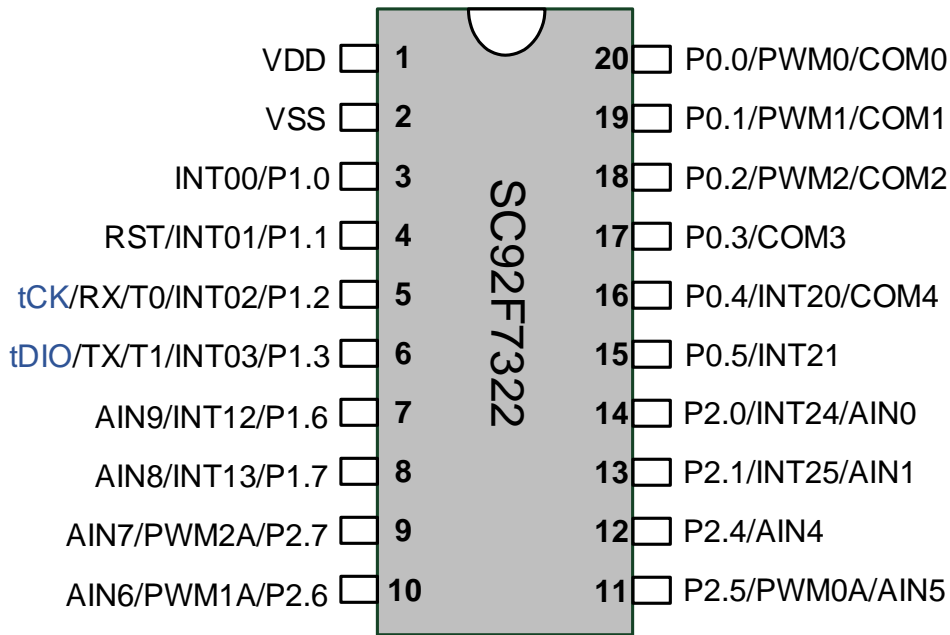 VDD 1 20 P0.0/PWM0/COM0
VSS 2 19 P0.1/PWM1/COM1
INT00/P1.0 3 18 P0.2/PWM2/COM2
RST/INT01/P1.1 4 17 P0.3/COM3
tCK/RX/T0/INT02/P1.2 5 16 P0.4/INT20/COM4
tDIO/TX/T1/INT03/P1.3 6 15 P0.5/INT21
AIN9/INT12/P1.6 7 14 P2.0/INT24/AIN0
AIN8/INT13/P1.7 8 13 P2.1/INT25/AIN1
AIN7/PWM2A/P2.7 9 12 P2.4/AIN4
AIN6/PWM1A/P2.6 10 11 P2.5/PWM0A/AIN5
SC92F7322